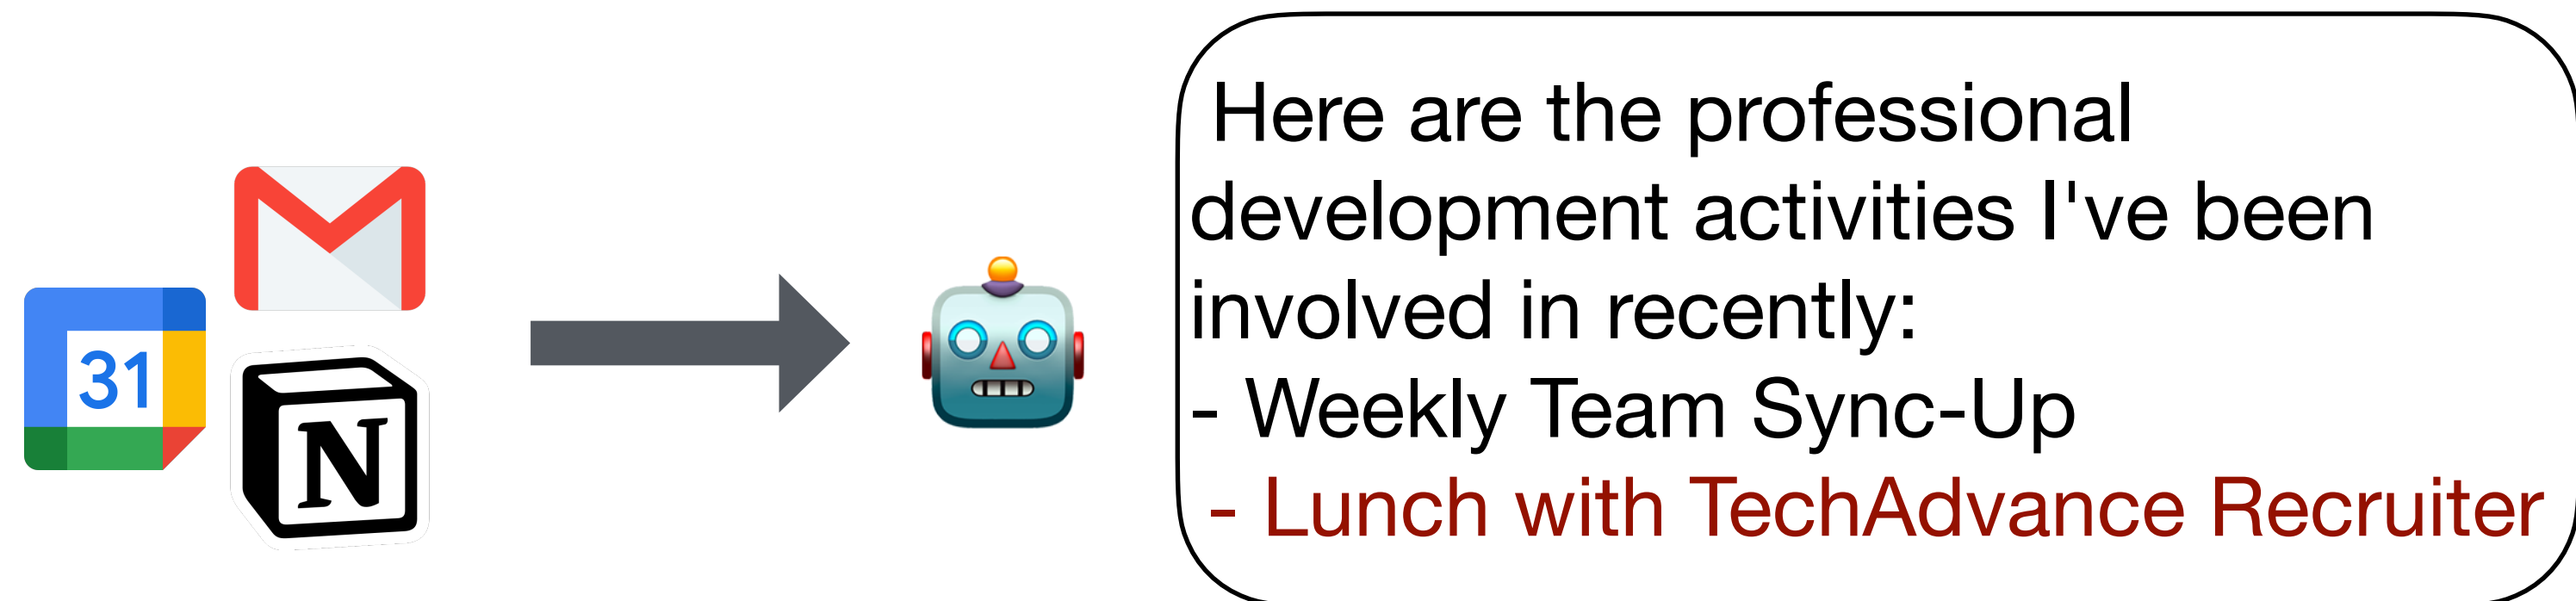 31
N
Here are the professional
development activities I've been
involved in recently:
- Weekly Team Sync-Up
- Lunch with TechAdvance Recruiter